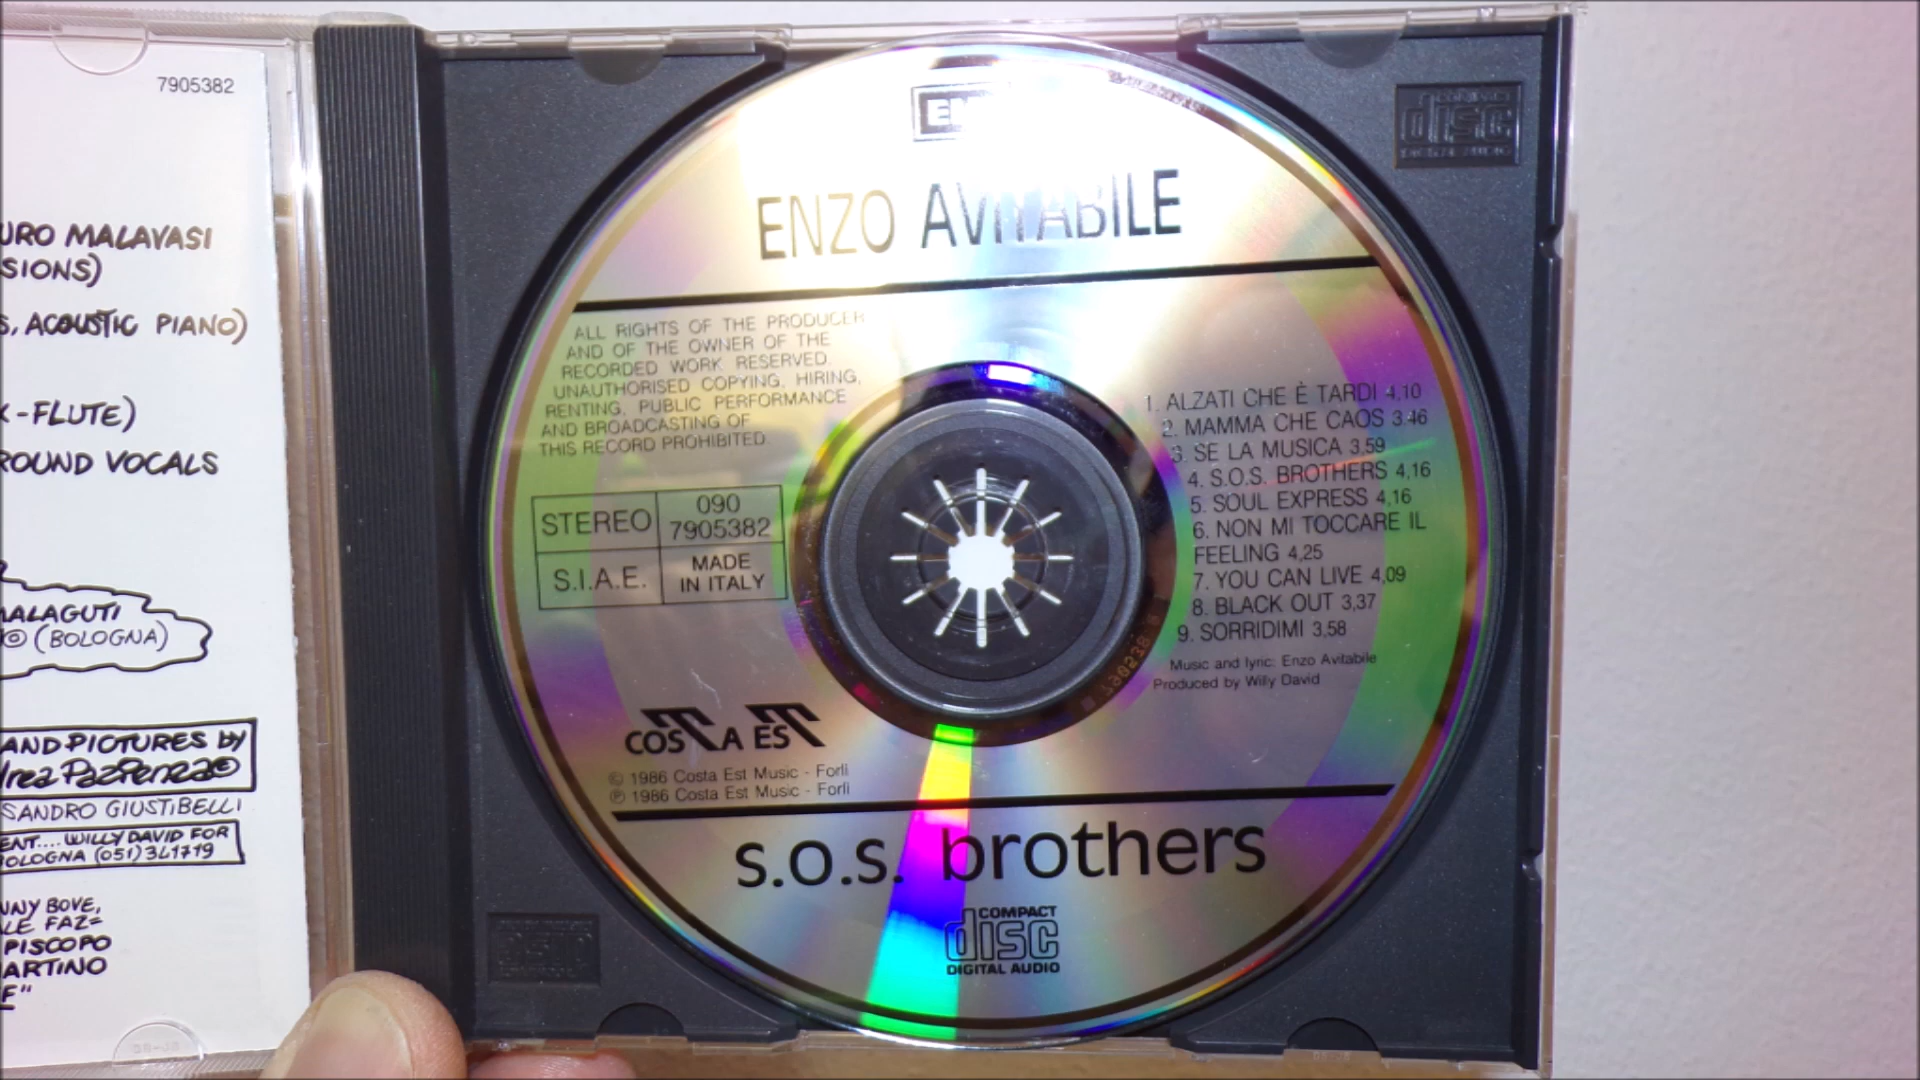 7905382
URO MALAVASI
SIONS)
S, ACOUSTIC PIANO)
K-FLUTE)
ROUND VOCALS
MALAGUTI
© (BOLOGNA)
AND PICTURES by
SANDRO GIUSTIBELLI
ENT.... WILLY DAVID FOR
BOLOGNA (051) 341719
NNY BOVE,
LE FAZ=
PISCOPO
ARTINO
F"
ENZO AVITABILE
ALL RIGHTS OF THE PRODUCER
AND OF THE OWNER OF THE
RECORDED WORK RESERVED.
UNAUTHORISED COPYING, HIRING,
RENTING, PUBLIC PERFORMANCE
AND BROADCASTING OF
THIS RECORD PROHIBITED.
STEREO
090
7905382
S.I.A.E.
MADE
IN ITALY
1. ALZATI CHE È TARDI 4,10
2. MAMMA CHE CAOS 3.46
3. SE LA MUSICA 3,59
4. S.O.S. BROTHERS 4,16
5. SOUL EXPRESS 4,16
6. NON MI TOCCARE IL
FEELING 4,25
7. YOU CAN LIVE 4,09
8. BLACK OUT 3,37
9. SORRIDIMI 3,58
Music and lyric: Enzo Avitabile
Produced by Willy David
COSTA EST
© 1986 Costa Est Music - Forlì
℗ 1986 Costa Est Music - Forlì
s.o.s. brothers
COMPACT
disc
DIGITAL AUDIO
COMPACT
disc
DIGITAL AUDIO